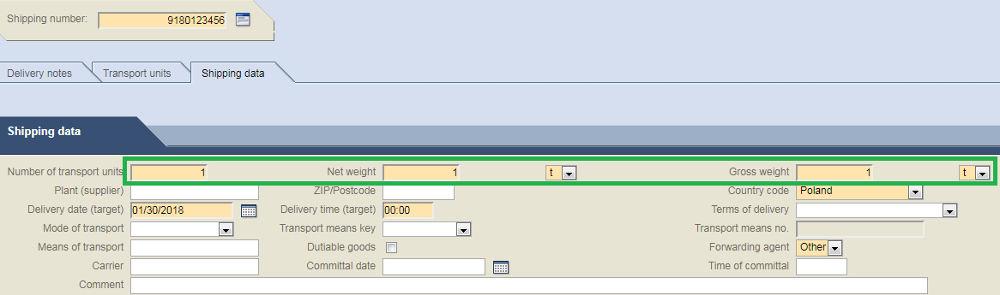 Shipping number: 9180123456
Delivery notes Transport units Shipping data
Shipping data
Number of transport units 1 Net weight 1 t Gross weight 1 t
Plant (supplier) ZIP/Postcode Country code Poland
Delivery date (target) 01/30/2018 Delivery time (target) 00:00 Terms of delivery
Mode of transport Transport means key Transport means no.
Means of transport Dutiable goods Forwarding agent Other
Carrier Committal date Time of committal
Comment